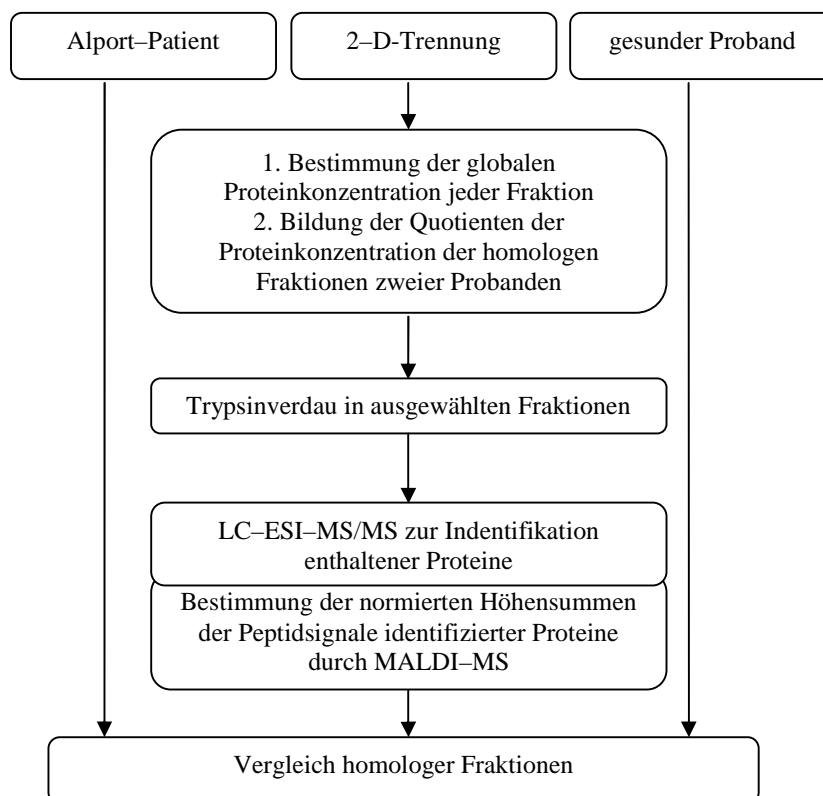 Alport–Patient
2–D-Trennung
gesunder Proband
1. Bestimmung der globalen
Proteinkonzentration jeder Fraktion
2. Bildung der Quotienten der
Proteinkonzentration der homologen
Fraktionen zweier Probanden
Trypsinverdau in ausgewählten Fraktionen
LC–ESI–MS/MS zur Indentifikation
enthaltener Proteine
Bestimmung der normierten Höhensummen
der Peptidsignale identifizierter Proteine
durch MALDI–MS
Vergleich homologer Fraktionen